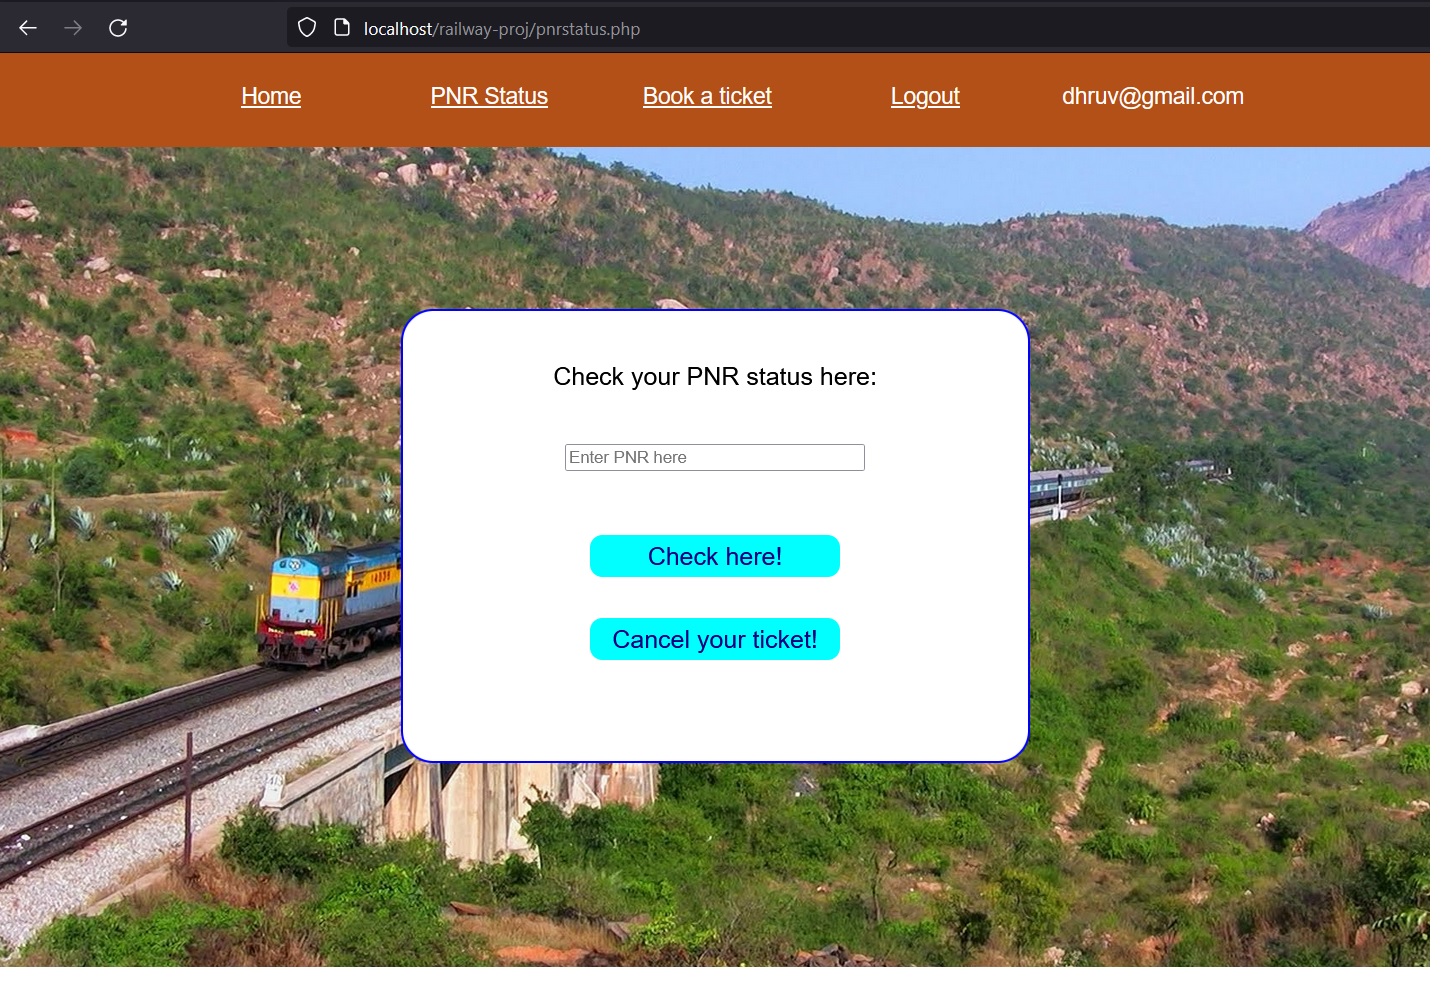 localhost/railway-proj/pnrstatus.php
Home PNR Status Book a ticket Logout dhruv@gmail.com
Check your PNR status here:
Enter PNR here
Check here!
Cancel your ticket!